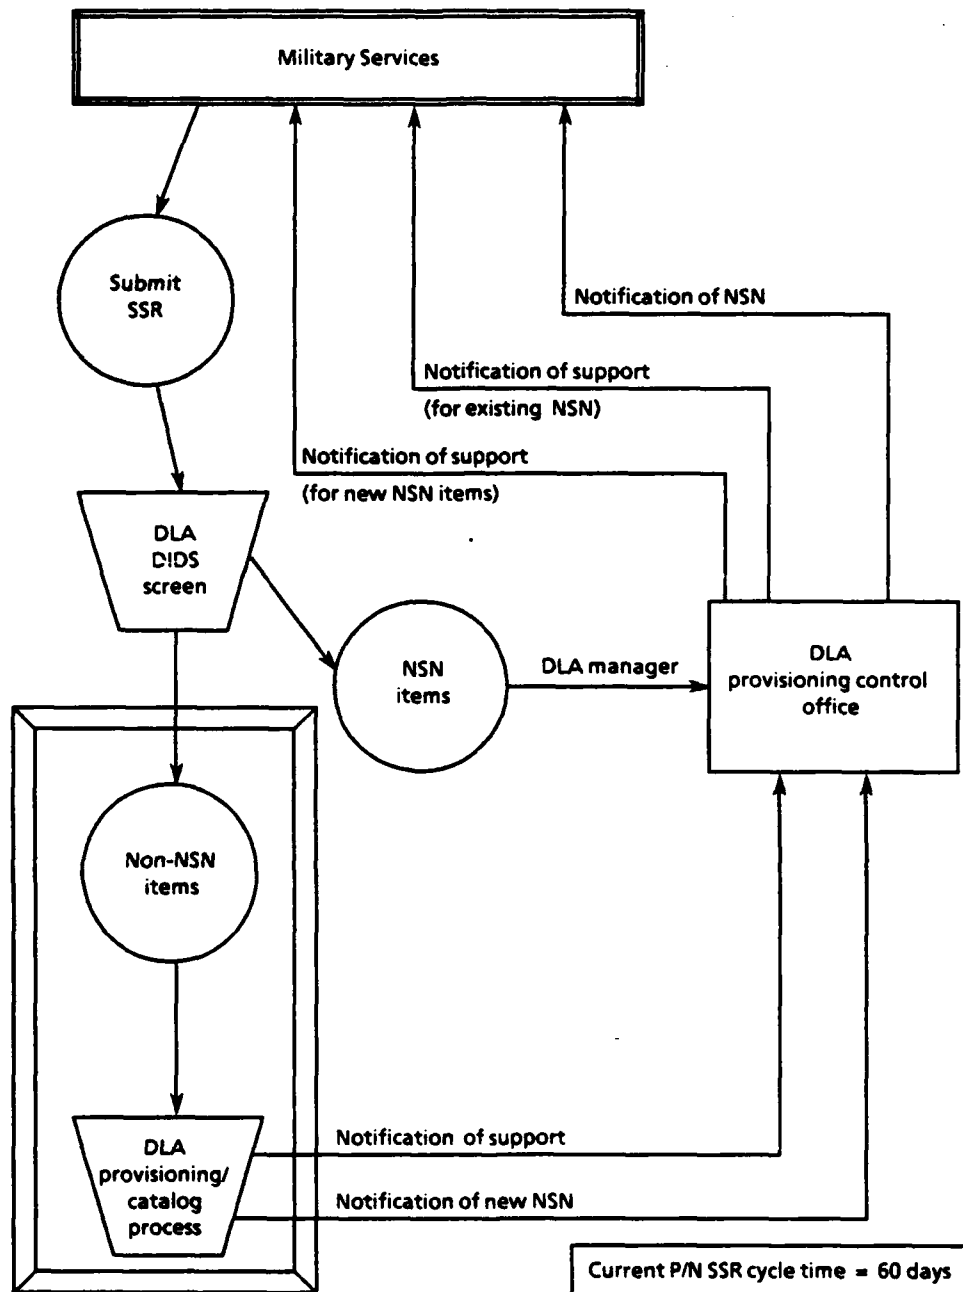 Military Services
Submit
SSR
Notification of NSN
Notification of support
(for existing NSN)
Notification of support
(for new NSN items)
DLA
DIDS
screen
NSN
items
DLA manager
DLA
provisioning control
office
Non-NSN
items
DLA
provisioning/
catalog
process
Notification of support
Notification of new NSN
Current P/N SSR cycle time = 60 days